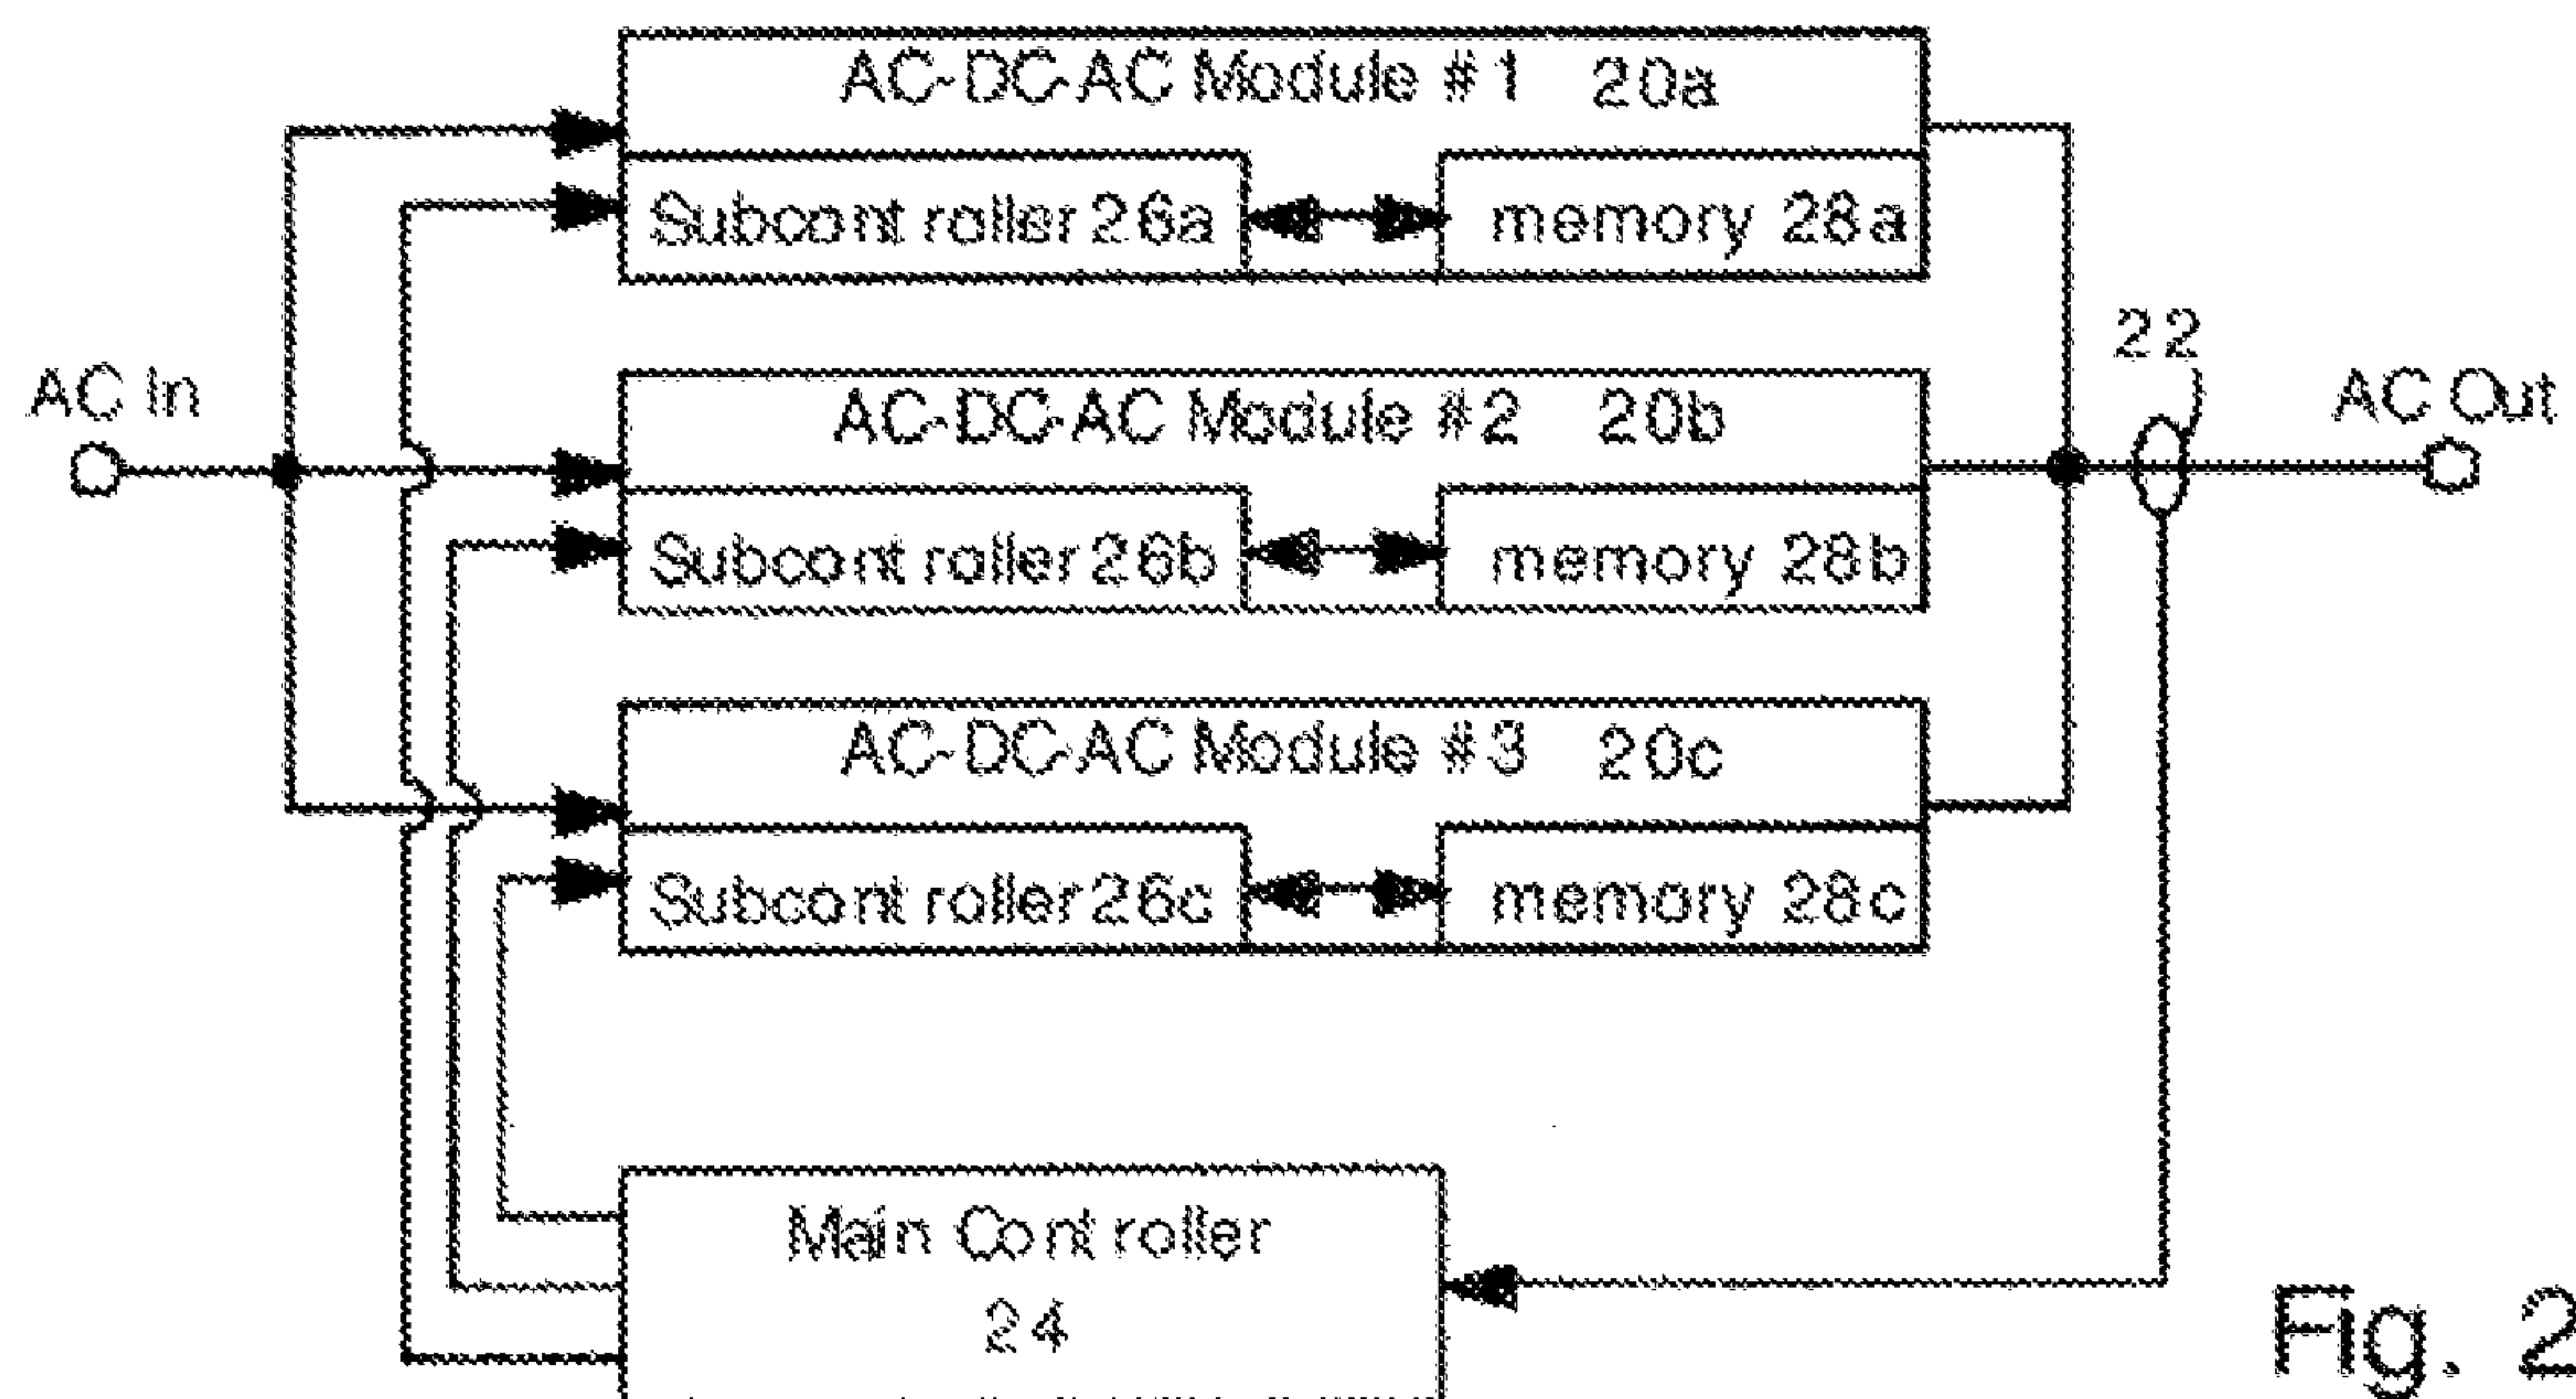 AC-DC-AC Module #1 20a
Subcontroller 26a
memory 28a
22
AC In
AC-DC-AC Module #2 20b
AC Out
Subcontroller 26b
memory 28b
AC-DC-AC Module #3 20c
Subcontroller 26c
memory 28c
Main Controller
24
Fig. 2